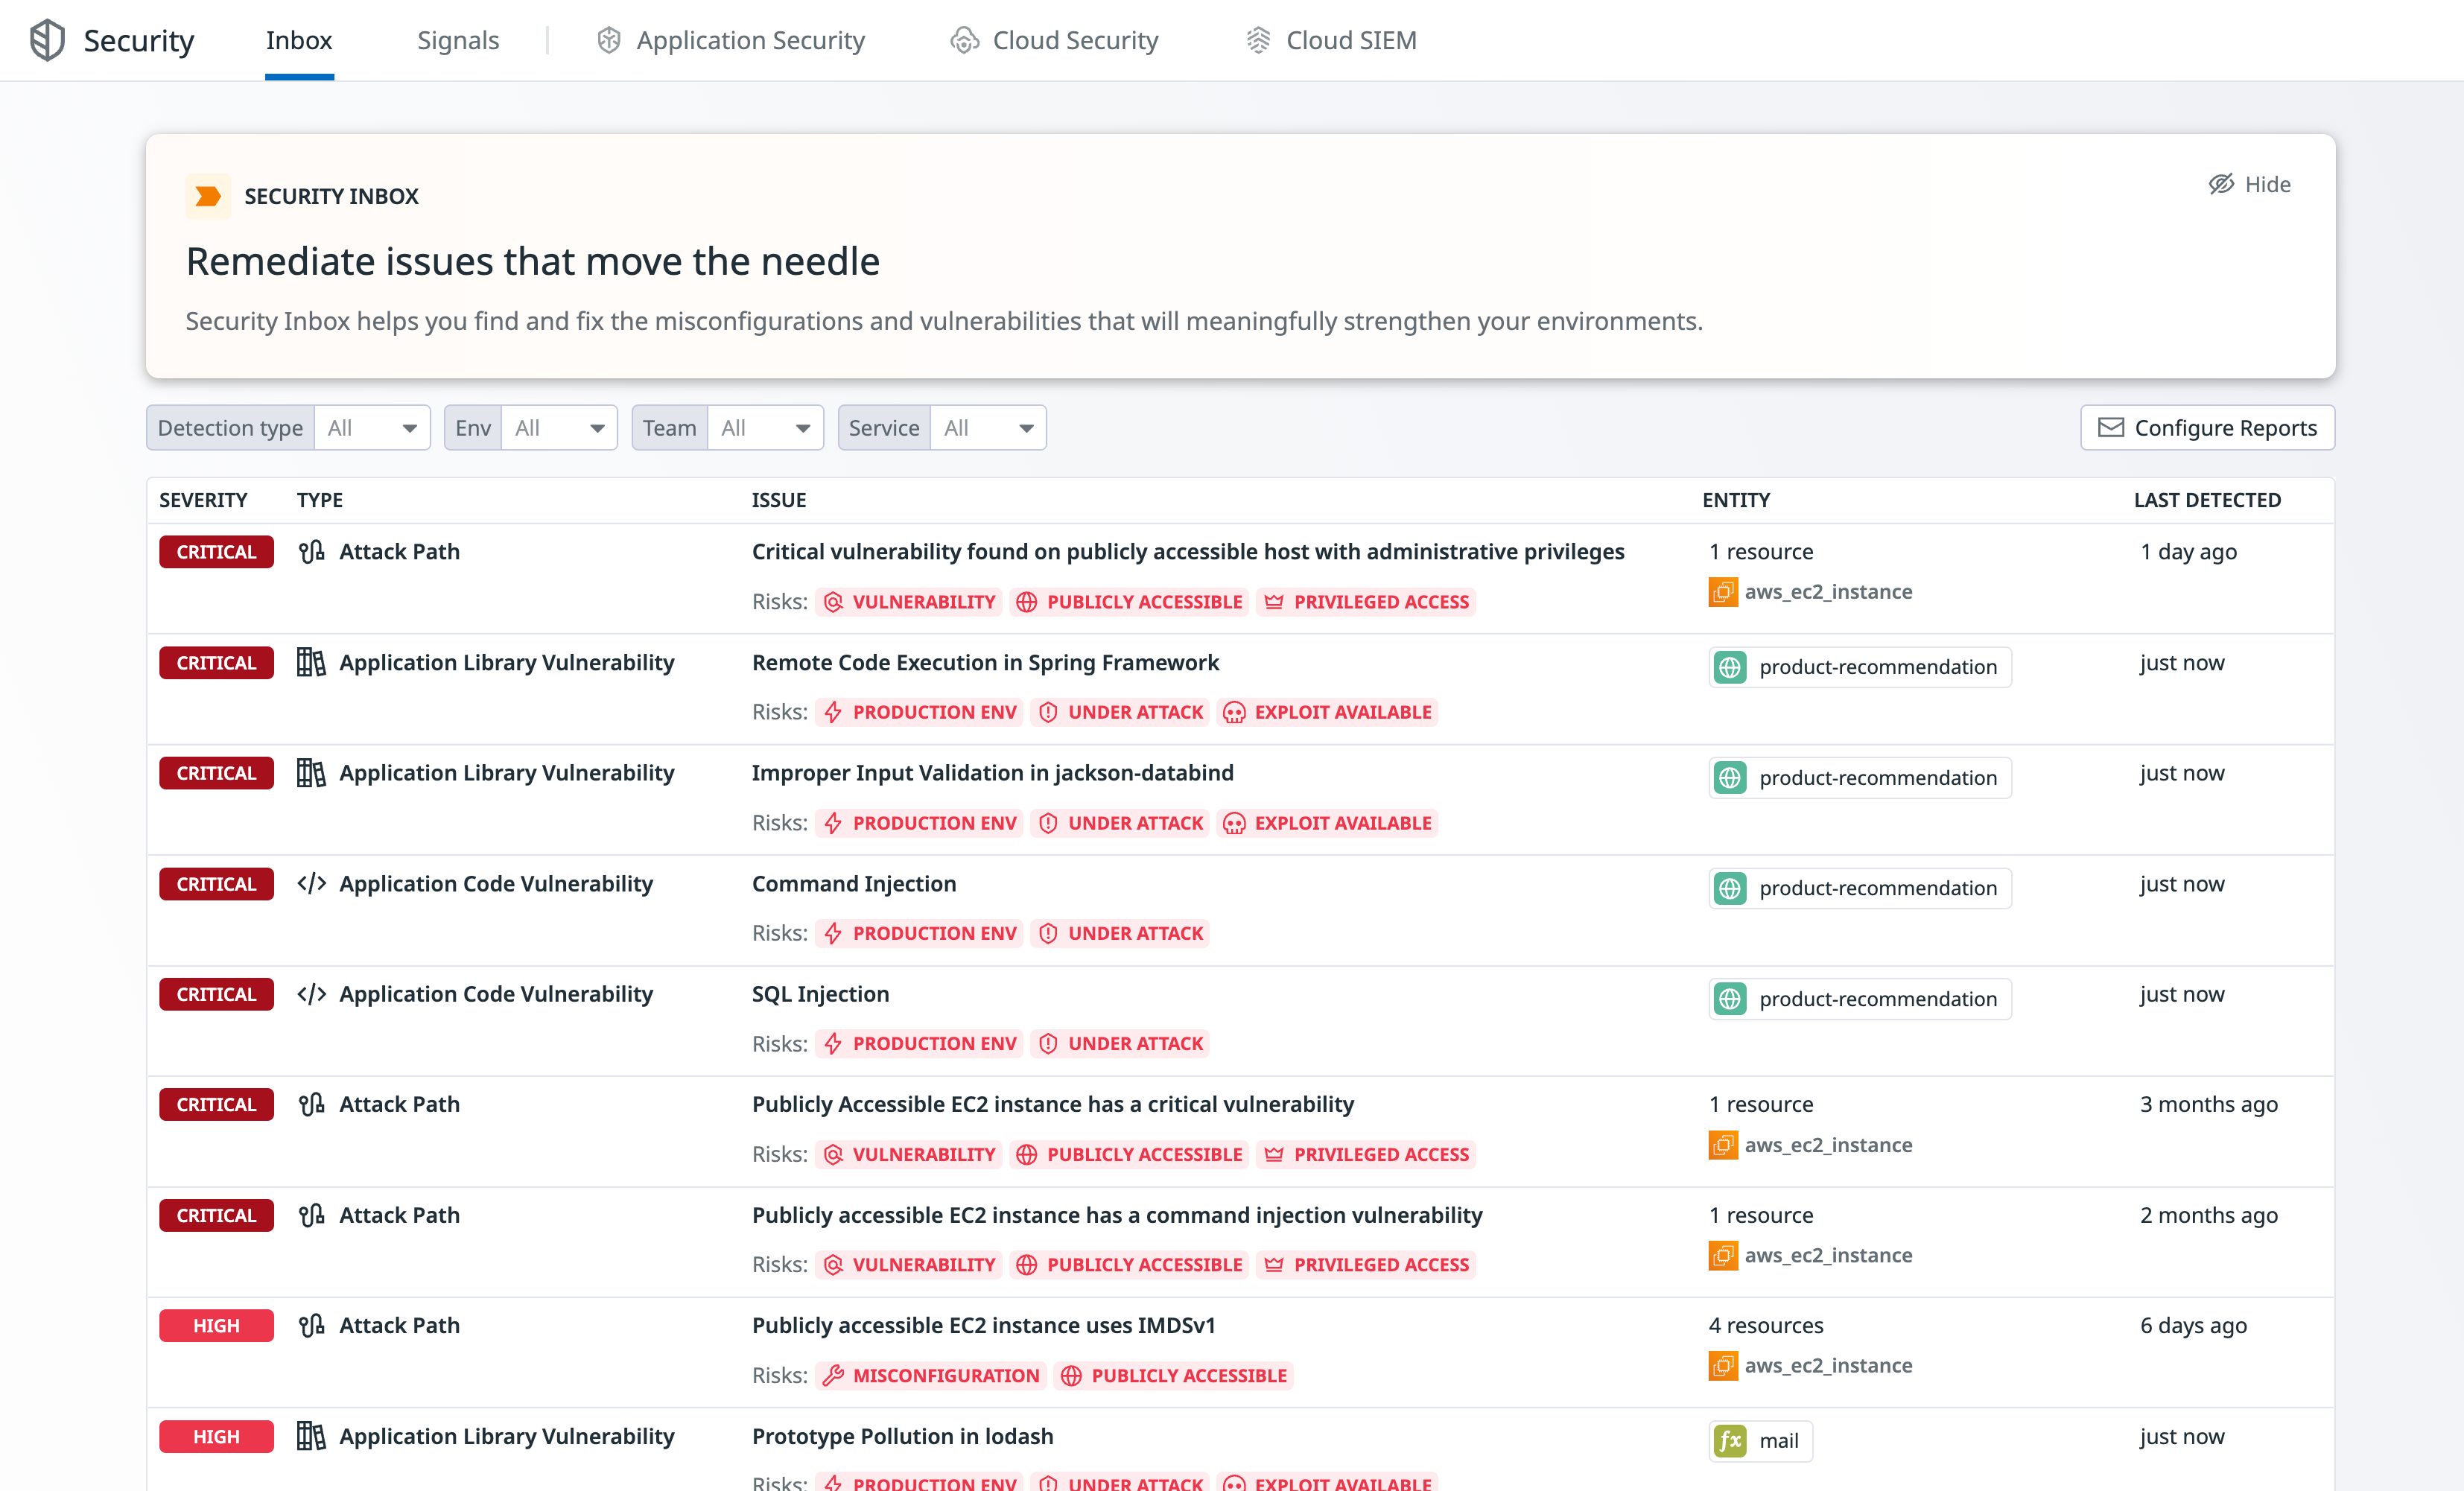 Security Inbox Signals Application Security Cloud Security Cloud SIEM
SECURITY INBOX
Hide
Remediate issues that move the needle
Security Inbox helps you find and fix the misconfigurations and vulnerabilities that will meaningfully strengthen your environments.
Detection type All Env All Team All Service All Configure Reports
SEVERITY TYPE ISSUE ENTITY LAST DETECTED
CRITICAL Attack Path Critical vulnerability found on publicly accessible host with administrative privileges 1 resource 1 day ago
Risks: VULNERABILITY PUBLICLY ACCESSIBLE PRIVILEGED ACCESS aws_ec2_instance
CRITICAL Application Library Vulnerability Remote Code Execution in Spring Framework product-recommendation just now
Risks: PRODUCTION ENV UNDER ATTACK EXPLOIT AVAILABLE
CRITICAL Application Library Vulnerability Improper Input Validation in jackson-databind product-recommendation just now
Risks: PRODUCTION ENV UNDER ATTACK EXPLOIT AVAILABLE
CRITICAL Application Code Vulnerability Command Injection product-recommendation just now
Risks: PRODUCTION ENV UNDER ATTACK
CRITICAL Application Code Vulnerability SQL Injection product-recommendation just now
Risks: PRODUCTION ENV UNDER ATTACK
CRITICAL Attack Path Publicly Accessible EC2 instance has a critical vulnerability 1 resource 3 months ago
Risks: VULNERABILITY PUBLICLY ACCESSIBLE PRIVILEGED ACCESS aws_ec2_instance
CRITICAL Attack Path Publicly accessible EC2 instance has a command injection vulnerability 1 resource 2 months ago
Risks: VULNERABILITY PUBLICLY ACCESSIBLE PRIVILEGED ACCESS aws_ec2_instance
HIGH Attack Path Publicly accessible EC2 instance uses IMDSv1 4 resources 6 days ago
Risks: MISCONFIGURATION PUBLICLY ACCESSIBLE aws_ec2_instance
HIGH Application Library Vulnerability Prototype Pollution in lodash fx mail just now
Risks: PRODUCTION ENV UNDER ATTACK EXPLOIT AVAILABLE